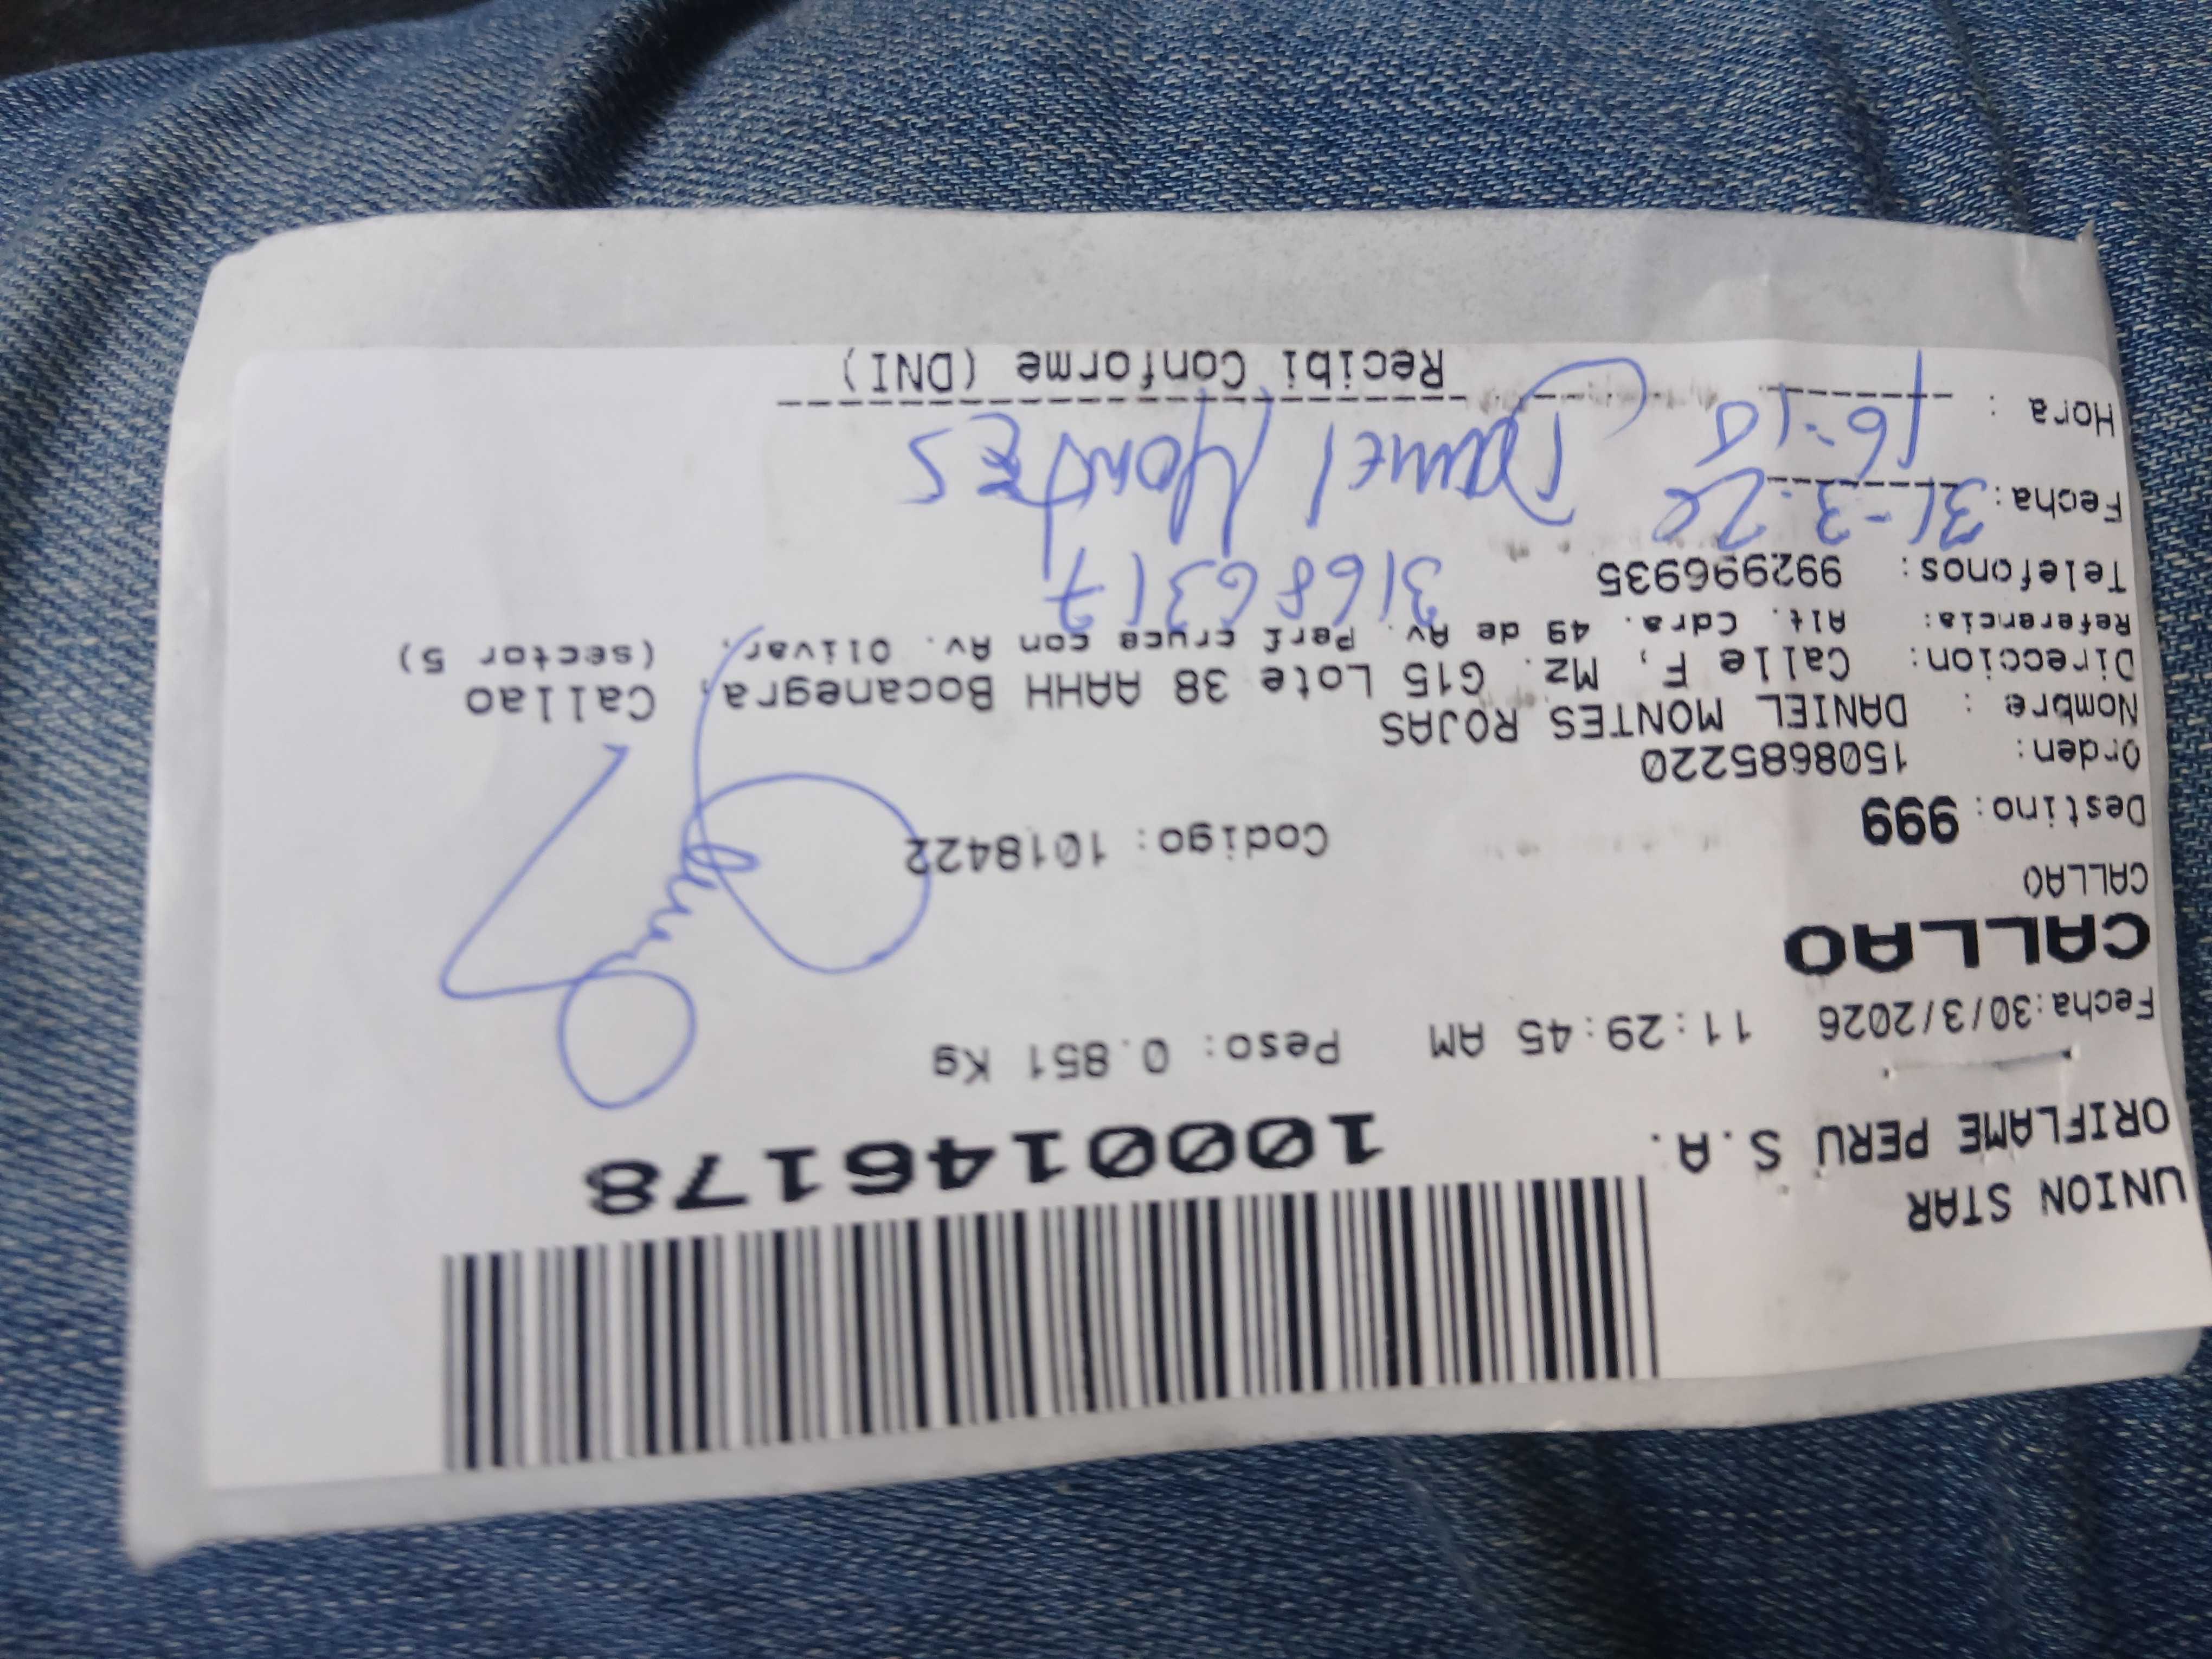 UNION STAR
ORIFLAME PERU S.A.
1000146178
Fecha:30/3/2026 11:29:45 AM Peso: 0.851 Kg
CALLAO
CALLAO
Destino: 999 Codigo: 1018422
Orden: 1508685220
Nombre : DANIEL MONTES ROJAS
Direccion: Calle F, Mz. G15 Lote 38 AAHH Bocanegra, Callao
Referencia: Alt. Cdra. 49 de Av. Perú cruce con Av. Olivar. (sector 5)
Telefonos: 992996935
31686317
Fecha: 31-3-26
Daniel Montes
Hora : 16-10
Recibi Conforme (DNI)